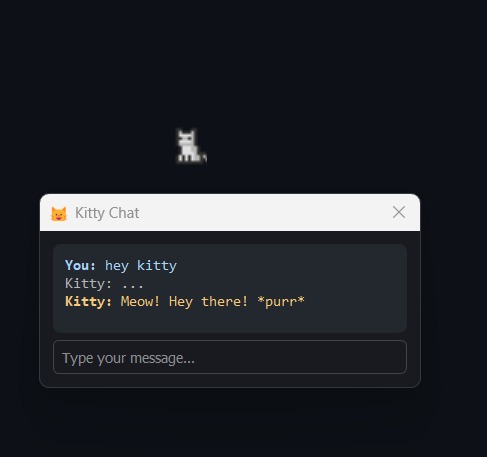 Kitty Chat
You: hey kitty
Kitty: ...
Kitty: Meow! Hey there! *purr*
Type your message...